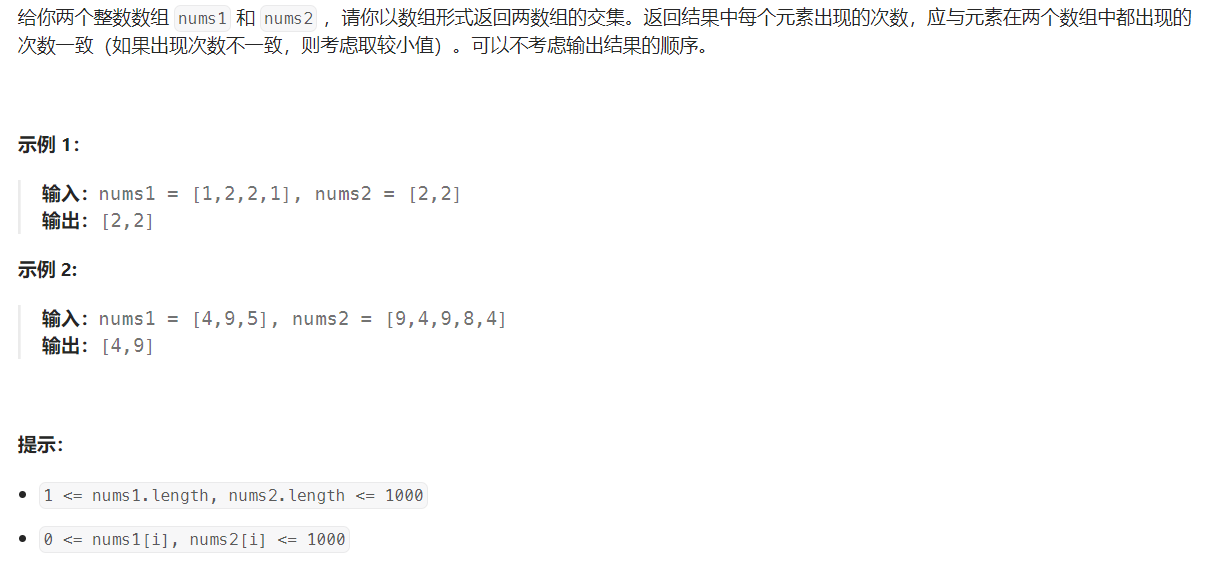 给你两个整数数组 nums1 和 nums2 ，请你以数组形式返回两数组的交集。返回结果中每个元素出现的次数，应与元素在两个数组中都出现的
次数一致（如果出现次数不一致，则考虑取较小值）。可以不考虑输出结果的顺序。
示例 1：
输入：nums1 = [1,2,2,1], nums2 = [2,2]
输出：[2,2]
示例 2:
输入：nums1 = [4,9,5], nums2 = [9,4,9,8,4]
输出：[4,9]
提示：
• 1 <= nums1.length, nums2.length <= 1000
• 0 <= nums1[i], nums2[i] <= 1000